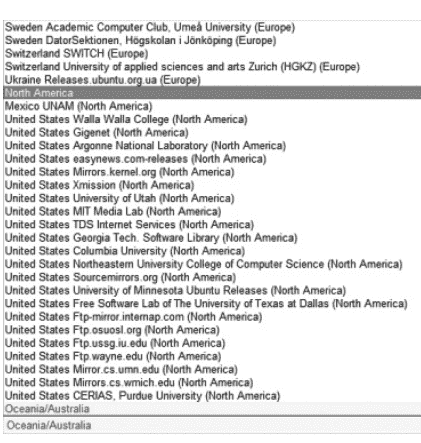 Sweden Academic Computer Club, Umeå University (Europe)
Sweden DatorSektionen, Högskolan i Jönköping (Europe)
Switzerland SWITCH (Europe)
Switzerland University of applied sciences and arts Zurich (HGKZ) (Europe)
Ukraine Releases.ubuntu.org.ua (Europe)
North America
Mexico UNAM (North America)
United States Walla Walla College (North America)
United States Gigenet (North America)
United States Argonne National Laboratory (North America)
United States easynews.com-releases (North America)
United States Mirrors.kernel.org (North America)
United States Xmission (North America)
United States University of Utah (North America)
United States MIT Media Lab (North America)
United States TDS Internet Services (North America)
United States Georgia Tech. Software Library (North America)
United States Columbia University (North America)
United States Northeastern University College of Computer Science (North America)
United States Sourcemirrors.org (North America)
United States University of Minnesota Ubuntu Releases (North America)
United States Free Software Lab of The University of Texas at Dallas (North America)
United States Ftp-mirror.internap.com (North America)
United States Ftp.osuosl.org (North America)
United States Ftp.ussg.iu.edu (North America)
United States Ftp.wayne.edu (North America)
United States Mirror.cs.umn.edu (North America)
United States Mirrors.cs.wmich.edu (North America)
United States CERIAS, Purdue University (North America)
Oceania/Australia
Oceania/Australia